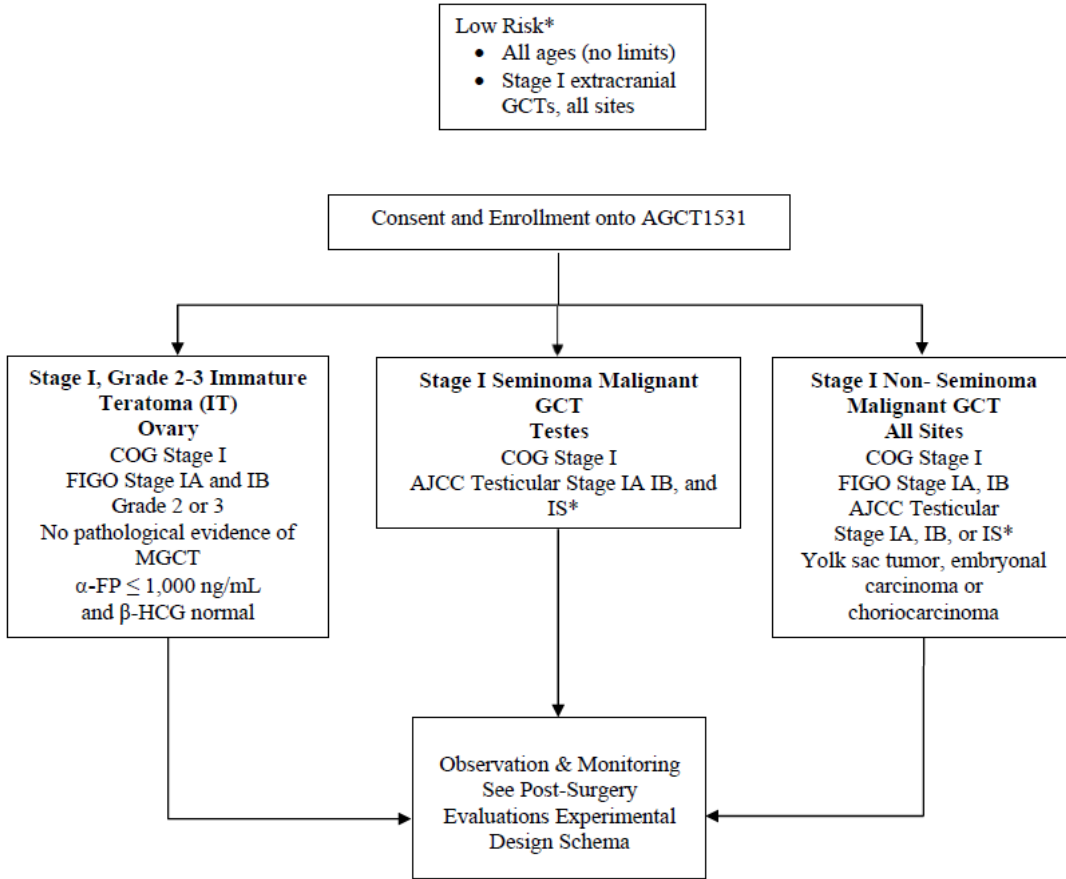 Low Risk*
• All ages (no limits)
• Stage I extracranial
GCTs, all sites
Consent and Enrollment onto AGCT1531
Stage I, Grade 2-3 Immature
Teratoma (IT)
Ovary
COG Stage I
FIGO Stage IA and IB
Grade 2 or 3
No pathological evidence of
MGCT
α-FP ≤ 1,000 ng/mL
and β-HCG normal
Stage I Seminoma Malignant
GCT
Testes
COG Stage I
AJCC Testicular Stage IA IB, and
IS*
Stage I Non- Seminoma
Malignant GCT
All Sites
COG Stage I
FIGO Stage IA, IB
AJCC Testicular
Stage IA, IB, or IS*
Yolk sac tumor, embryonal
carcinoma or
choriocarcinoma
Observation & Monitoring
See Post-Surgery
Evaluations Experimental
Design Schema